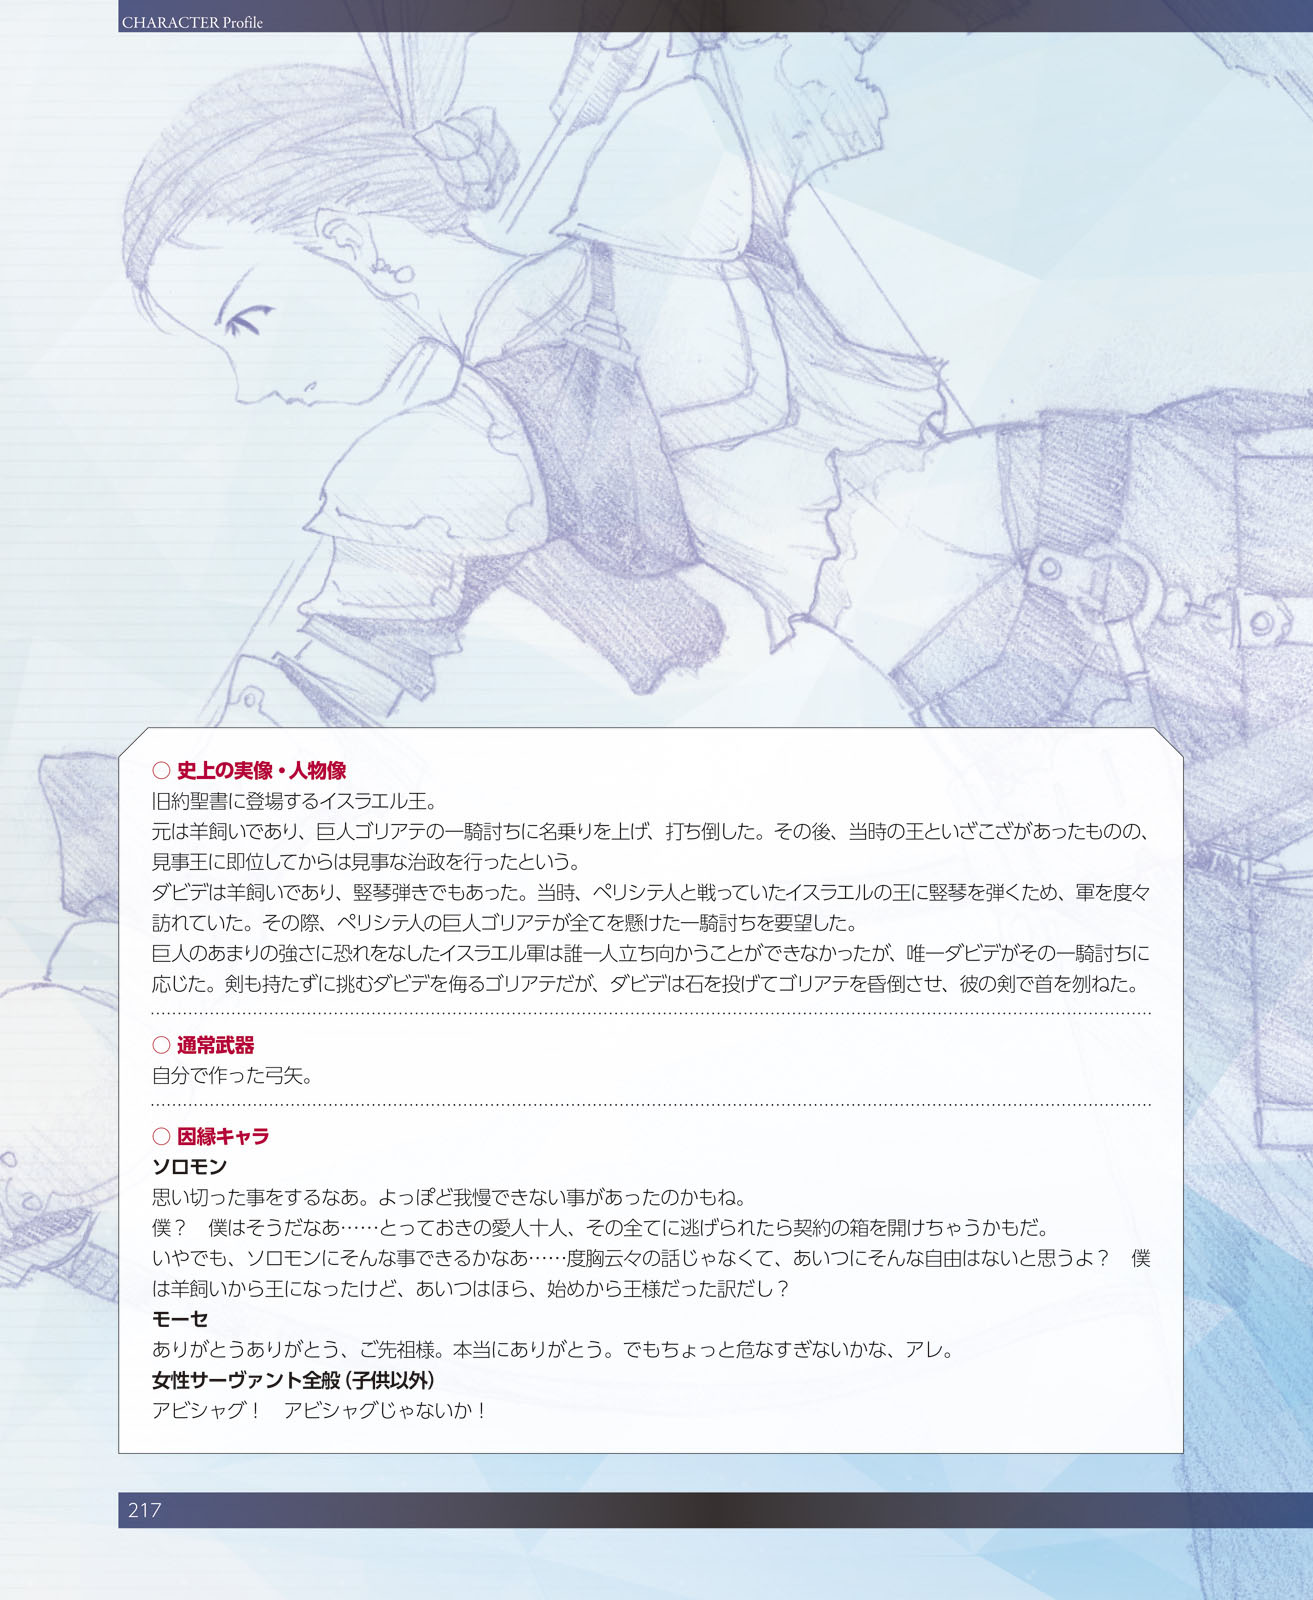 CHARACTER Profile
○ 史上の実像・人物像
旧約聖書に登場するイスラエル王。
元は羊飼いであり、巨人ゴリアテの一騎討ちに名乗りを上げ、打ち倒した。その後、当時の王といざこざがあったものの、
見事王に即位してからは見事な治政を行ったという。
ダビデは羊飼いであり、竪琴弾きでもあった。当時、ペリシテ人と戦っていたイスラエルの王に竪琴を弾くため、軍を度々
訪れていた。その際、ペリシテ人の巨人ゴリアテが全てを懸けた一騎討ちを要望した。
巨人のあまりの強さに恐れをなしたイスラエル軍は誰一人立ち向かうことができなかったが、唯一ダビデがその一騎討ちに
応じた。剣も持たずに挑むダビデを侮るゴリアテだが、ダビデは石を投げてゴリアテを昏倒させ、彼の剣で首を刎ねた。
○ 通常武器
自分で作った弓矢。
○ 因縁キャラ
ソロモン
思い切った事をするなあ。よっぽど我慢できない事があったのかもね。
僕？　僕はそうだなあ……とっておきの愛人十人、その全てに逃げられたら契約の箱を開けちゃうかもだ。
いやでも、ソロモンにそんな事できるかなあ……度胸云々の話じゃなくて、あいつにそんな自由はないと思うよ？　僕
は羊飼いから王になったけど、あいつはほら、始めから王様だった訳だし？
モーセ
ありがとうありがとう、ご先祖様。本当にありがとう。でもちょっと危なすぎないかな、アレ。
女性サーヴァント全般（子供以外）
アビシャグ！　アビシャグじゃないか！
217